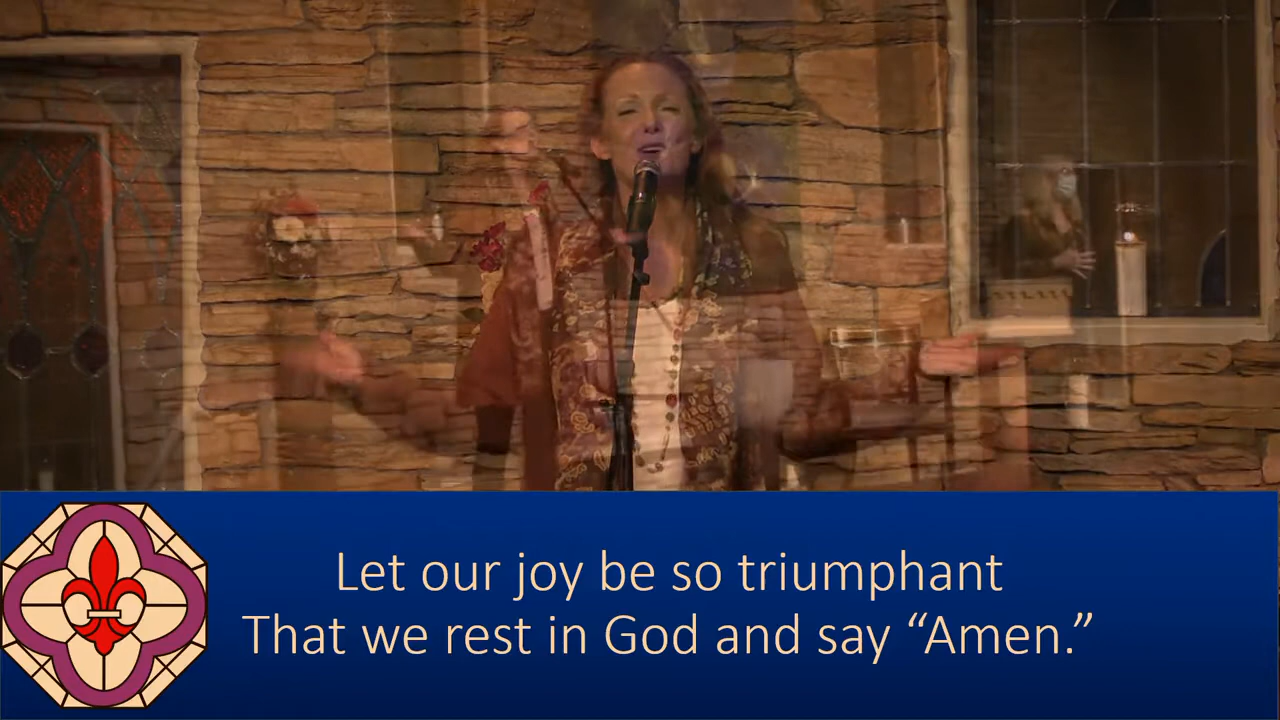 Let our joy be so triumphant
That we rest in God and say “Amen.”